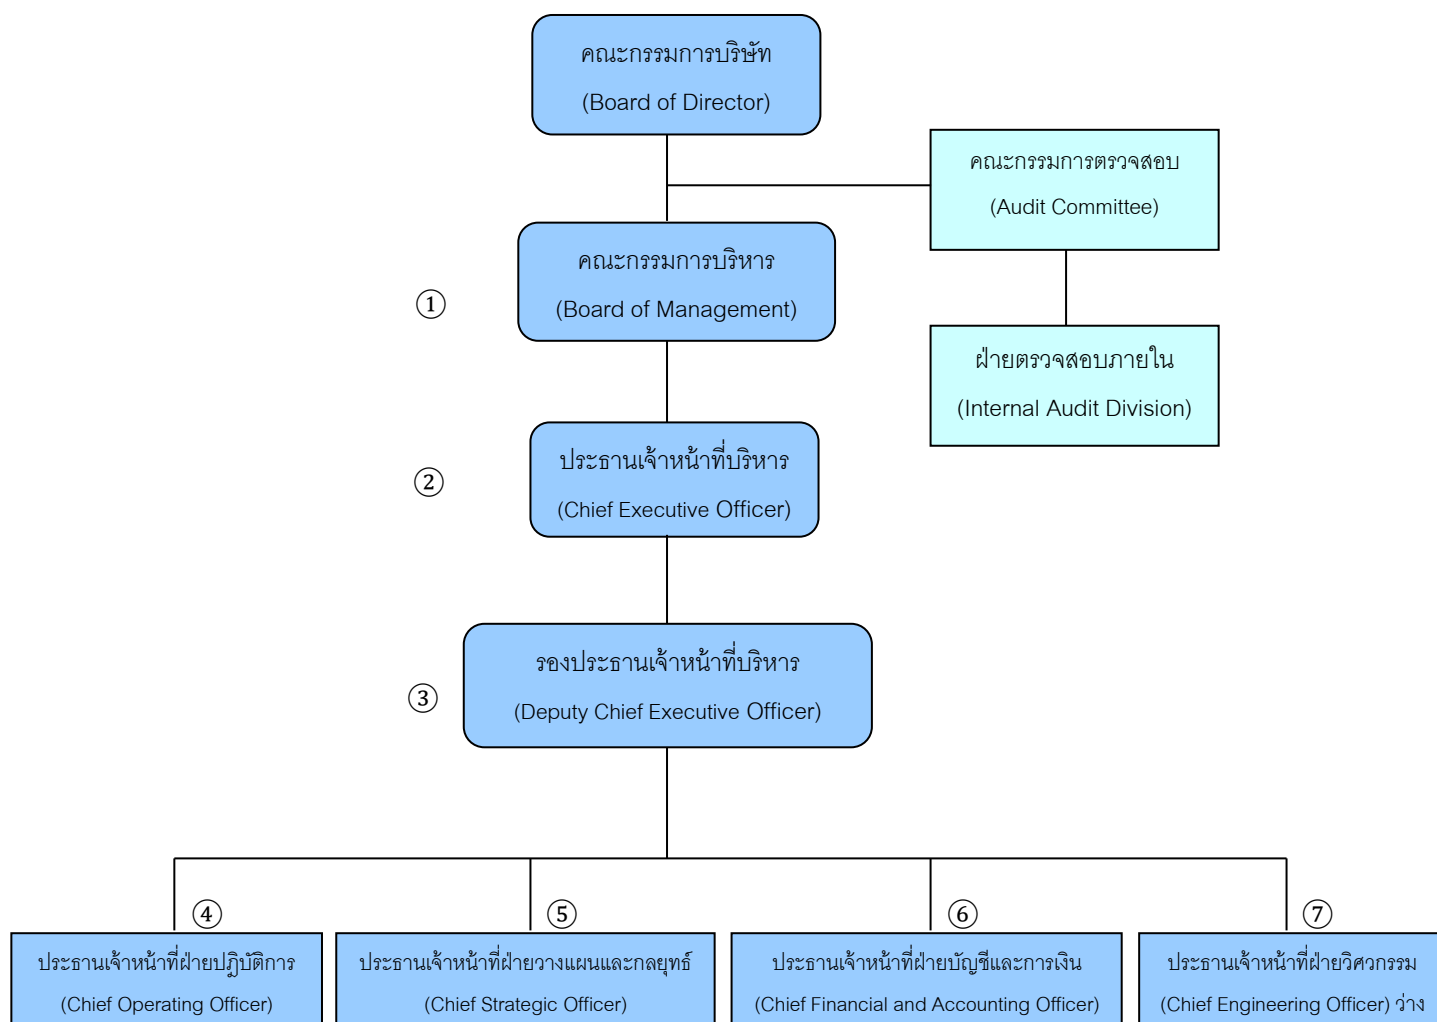 คณะกรรมการบริษัท
(Board of Director)
คณะกรรมการตรวจสอบ
(Audit Committee)
คณะกรรมการบริหาร
(Board of Management)
①
ฝ่ายตรวจสอบภายใน
(Internal Audit Division)
ประธานเจ้าหน้าที่บริหาร
(Chief Executive Officer)
②
รองประธานเจ้าหน้าที่บริหาร
(Deputy Chief Executive Officer)
③
④
ประธานเจ้าหน้าที่ฝ่ายปฏิบัติการ
(Chief Operating Officer)
⑤
ประธานเจ้าหน้าที่ฝ่ายวางแผนและกลยุทธ์
(Chief Strategic Officer)
⑥
ประธานเจ้าหน้าที่ฝ่ายบัญชีและการเงิน
(Chief Financial and Accounting Officer)
⑦
ประธานเจ้าหน้าที่ฝ่ายวิศวกรรม
(Chief Engineering Officer) ว่าง